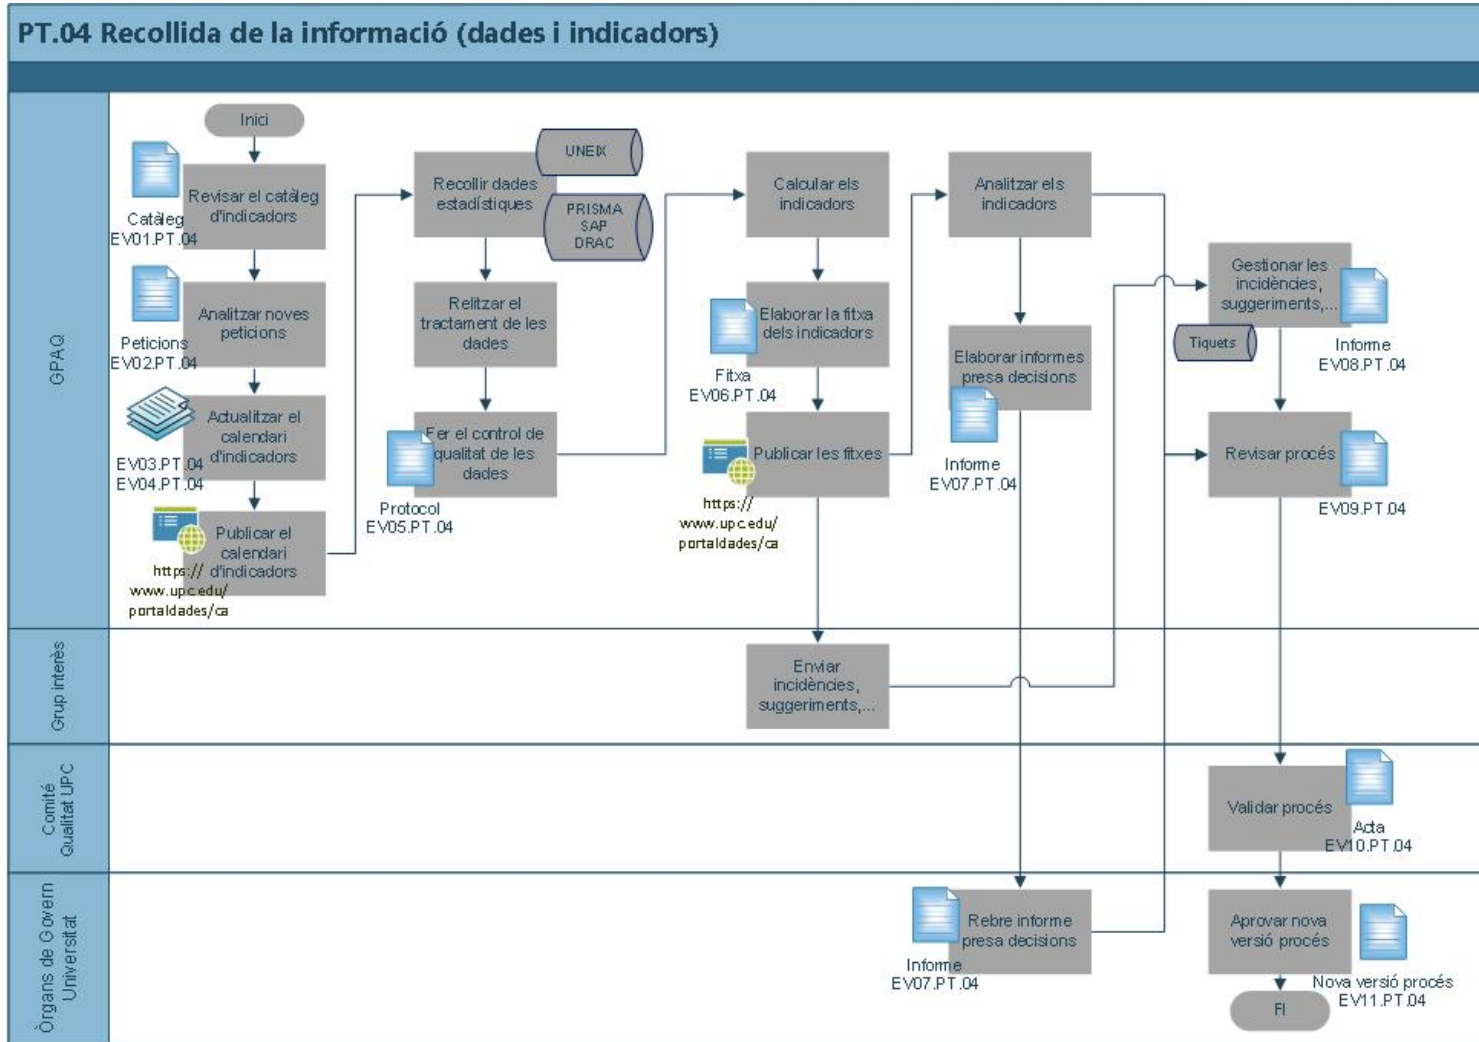 PT.04 Recollida de la informació (dades i indicadors)
GPAQ
Inici
Revisar el catàleg
d'indicadors
Catàleg
EV01.PT.04
Analitzar noves
peticions
Peticions
EV02.PT.04
Actualitzar el
calendari
d'indicadors
EV03.PT.04
EV04.PT.04
Publicar el
calendari
d'indicadors
https://
www.upc.edu/
portaldades/ca
Recollir dades
estadístiques
UNEIX
PRISMA
SAP
DRAC
Relitzar el
tractament de les
dades
Fer el control de
qualitat de les
dades
Protocol
EV05.PT.04
Calcular els
indicadors
Elaborar la fitxa
dels indicadors
Fitxa
EV06.PT.04
Publicar les fitxes
https://
www.upc.edu/
portaldades/ca
Analitzar els
indicadors
Elaborar informes
presa decisions
Informe
EV07.PT.04
Gestionar les
incidències,
suggeriments,...
Tiquets
Informe
EV08.PT.04
Revisar procés
EV09.PT.04
Grup interès
Enviar
incidències,
suggeriments,...
Comité
Qualitat UPC
Validar procés
Acta
EV10.PT.04
Òrgans de Govern
Universitat
Rebre informe
presa decisions
Informe
EV07.PT.04
Aprovar nova
versió procés
Nova versió procés
EV11.PT.04
FI